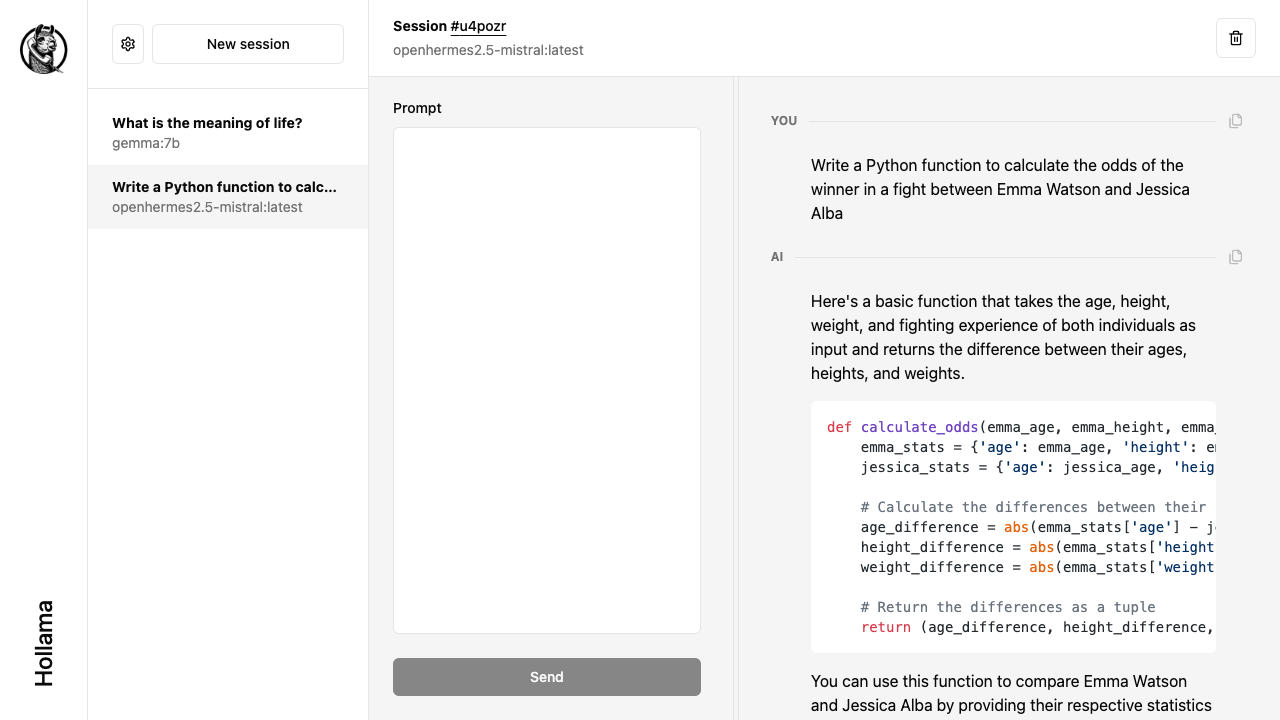 New session
What is the meaning of life?
gemma:7b
Write a Python function to calc...
openhermes2.5-mistral:latest
Hollama
Session #u4pozr
openhermes2.5-mistral:latest
Prompt
Send
YOU
Write a Python function to calculate the odds of the
winner in a fight between Emma Watson and Jessica
Alba
AI
Here's a basic function that takes the age, height,
weight, and fighting experience of both individuals as
input and returns the difference between their ages,
heights, and weights.
def calculate_odds(emma_age, emma_height, emma_
    emma_stats = {'age': emma_age, 'height': em
    jessica_stats = {'age': jessica_age, 'heig
    # Calculate the differences between their
    age_difference = abs(emma_stats['age'] - j
    height_difference = abs(emma_stats['height
    weight_difference = abs(emma_stats['weight
    # Return the differences as a tuple
    return (age_difference, height_difference,
You can use this function to compare Emma Watson
and Jessica Alba by providing their respective statistics